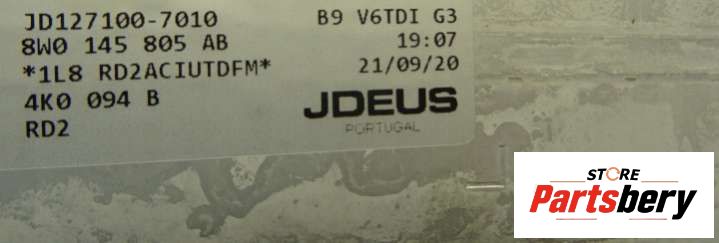 JD127100-7010
B9 V6TDI G3
8W0 145 805 AB
19:07
*1L8 RD2ACIUTDFM*
21/09/20
4K0 094 B
JDEUS
RD2
PORTUGAL
STORE
Partsbery